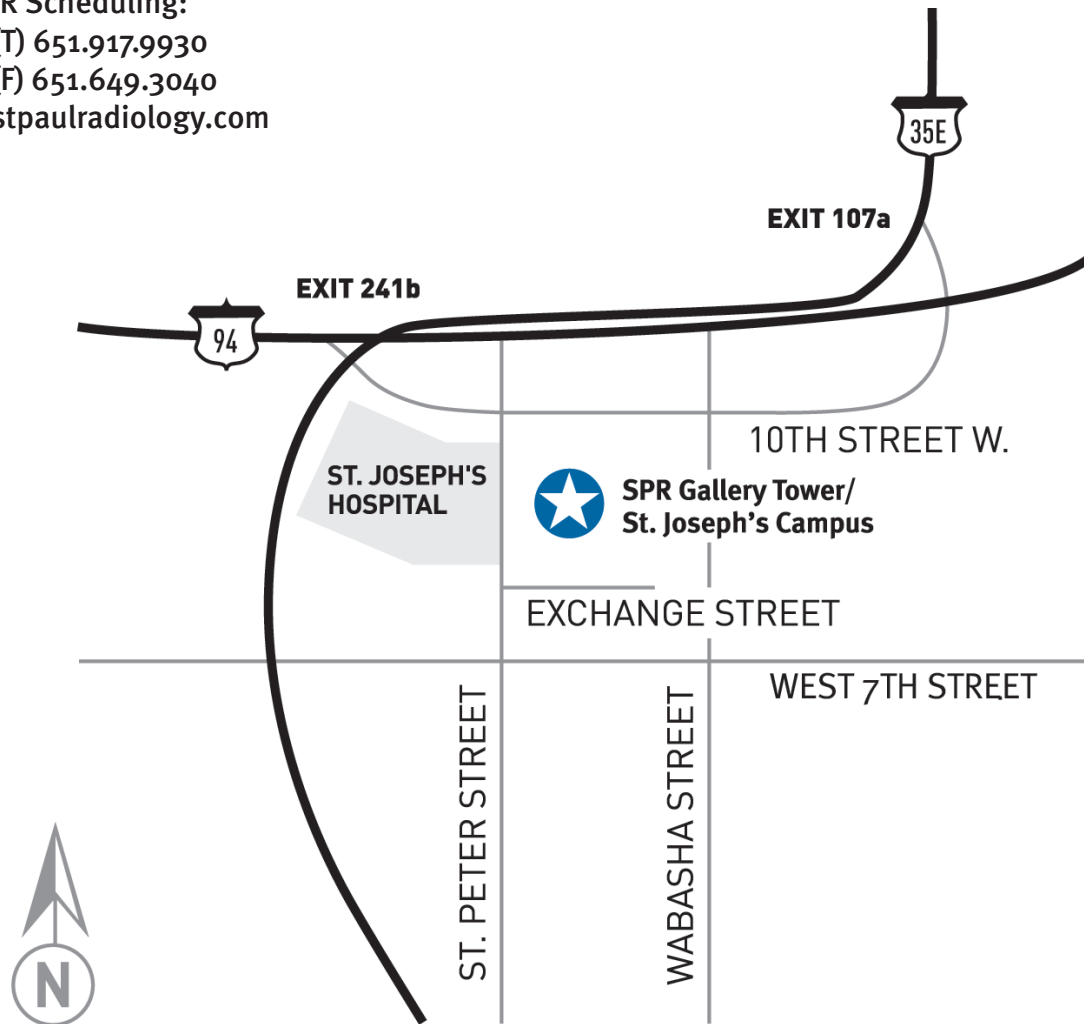 R Scheduling:
(T) 651.917.9930
(F) 651.649.3040
stpaulradiology.com
35E
EXIT 107a
EXIT 241b
94
10TH STREET W.
ST. JOSEPH'S
HOSPITAL
SPR Gallery Tower/
St. Joseph's Campus
EXCHANGE STREET
WEST 7TH STREET
ST. PETER STREET
WABASHA STREET
N